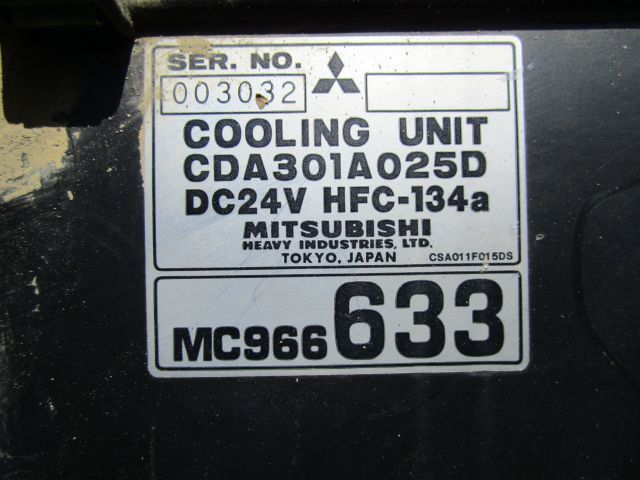 SER. NO.
003032
COOLING UNIT
CDA301A025D
DC24V HFC-134a
MITSUBISHI
HEAVY INDUSTRIES, LTD.
TOKYO, JAPAN
CSA011F015DS
MC966 633